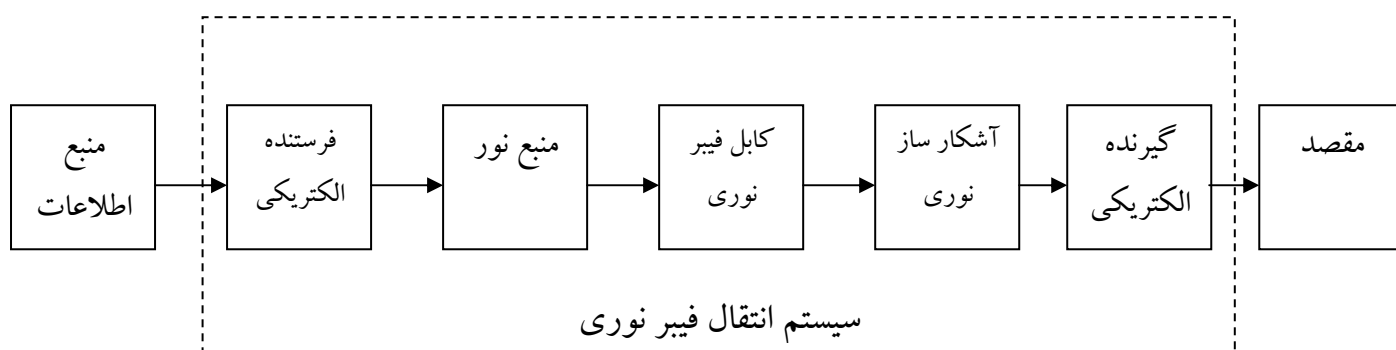 منبع
اطلاعات
فرستنده
الکتریکی
منبع نور
کابل فیبر
نوری
آشکار ساز
نوری
گیرنده
الکتریکی
مقصد
سیستم انتقال فیبر نوری